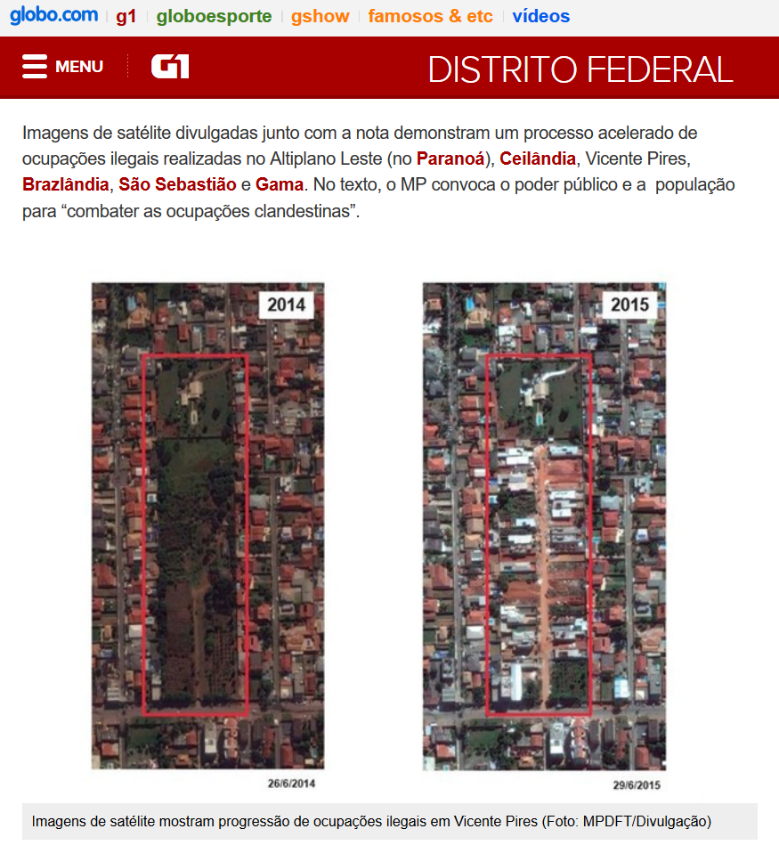 globo.com g1 globoesporte gshow famosos & etc vídeos
MENU G1 DISTRITO FEDERAL
Imagens de satélite divulgadas junto com a nota demonstram um processo acelerado de
ocupações ilegais realizadas no Altiplano Leste (no Paranoá), Ceilândia, Vicente Pires,
Brazlândia, São Sebastião e Gama. No texto, o MP convoca o poder público e a população
para “combater as ocupações clandestinas”.
2014 2015
26/6/2014 29/6/2015
Imagens de satélite mostram progressão de ocupações ilegais em Vicente Pires (Foto: MPDFT/Divulgação)